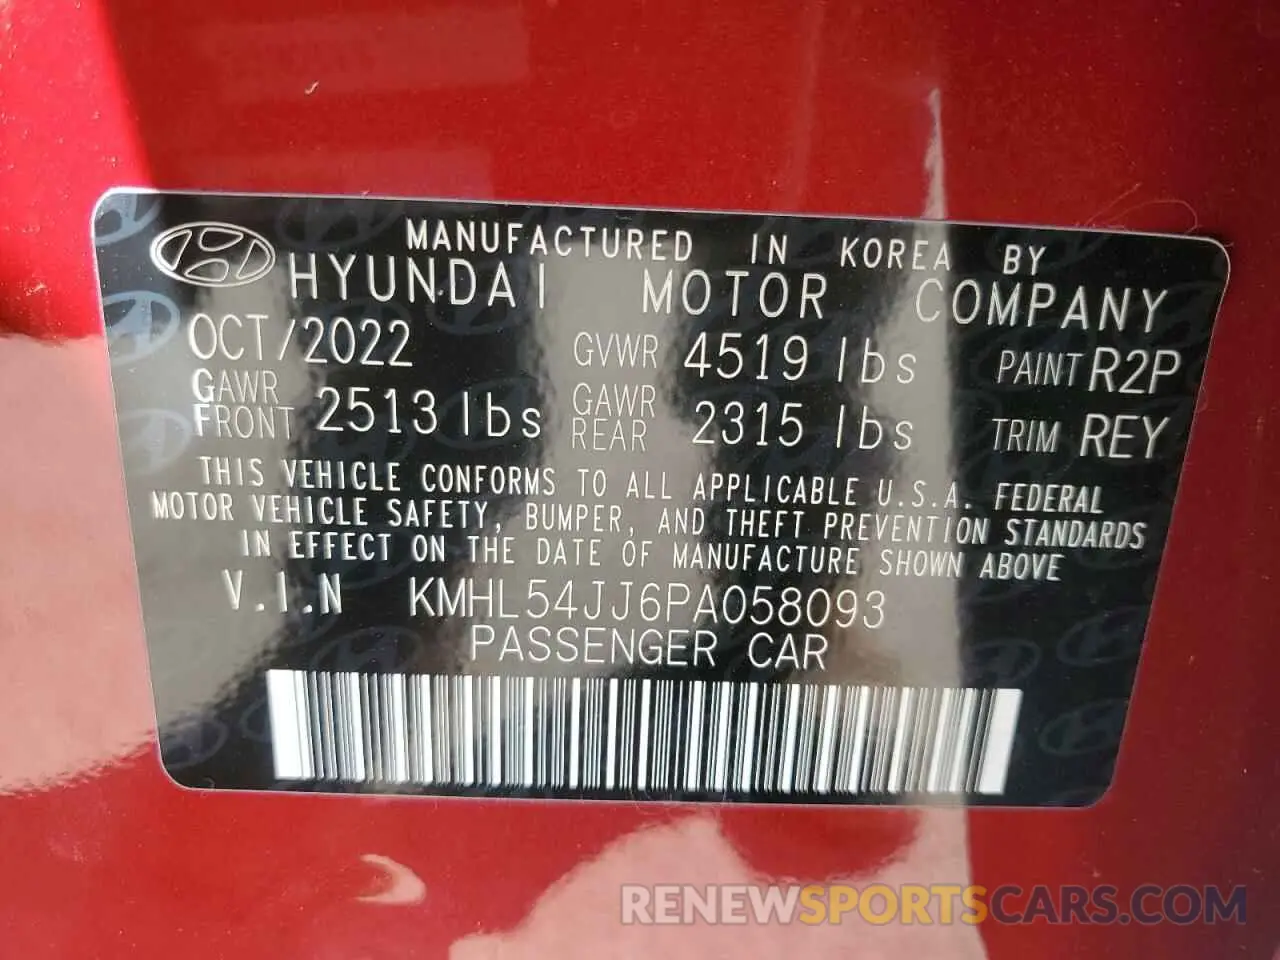 MANUFACTURED IN KOREA BY
HYUNDAI MOTOR COMPANY
OCT/2022 GVWR 4519 lbs PAINT R2P
GAWR FRONT 2513 lbs GAWR REAR 2315 lbs TRIM REY
THIS VEHICLE CONFORMS TO ALL APPLICABLE U.S.A. FEDERAL
MOTOR VEHICLE SAFETY, BUMPER, AND THEFT PREVENTION STANDARDS
IN EFFECT ON THE DATE OF MANUFACTURE SHOWN ABOVE
V.I.N KMHL54JJ6PA058093
PASSENGER CAR
RENEWSPORTSCARS.COM